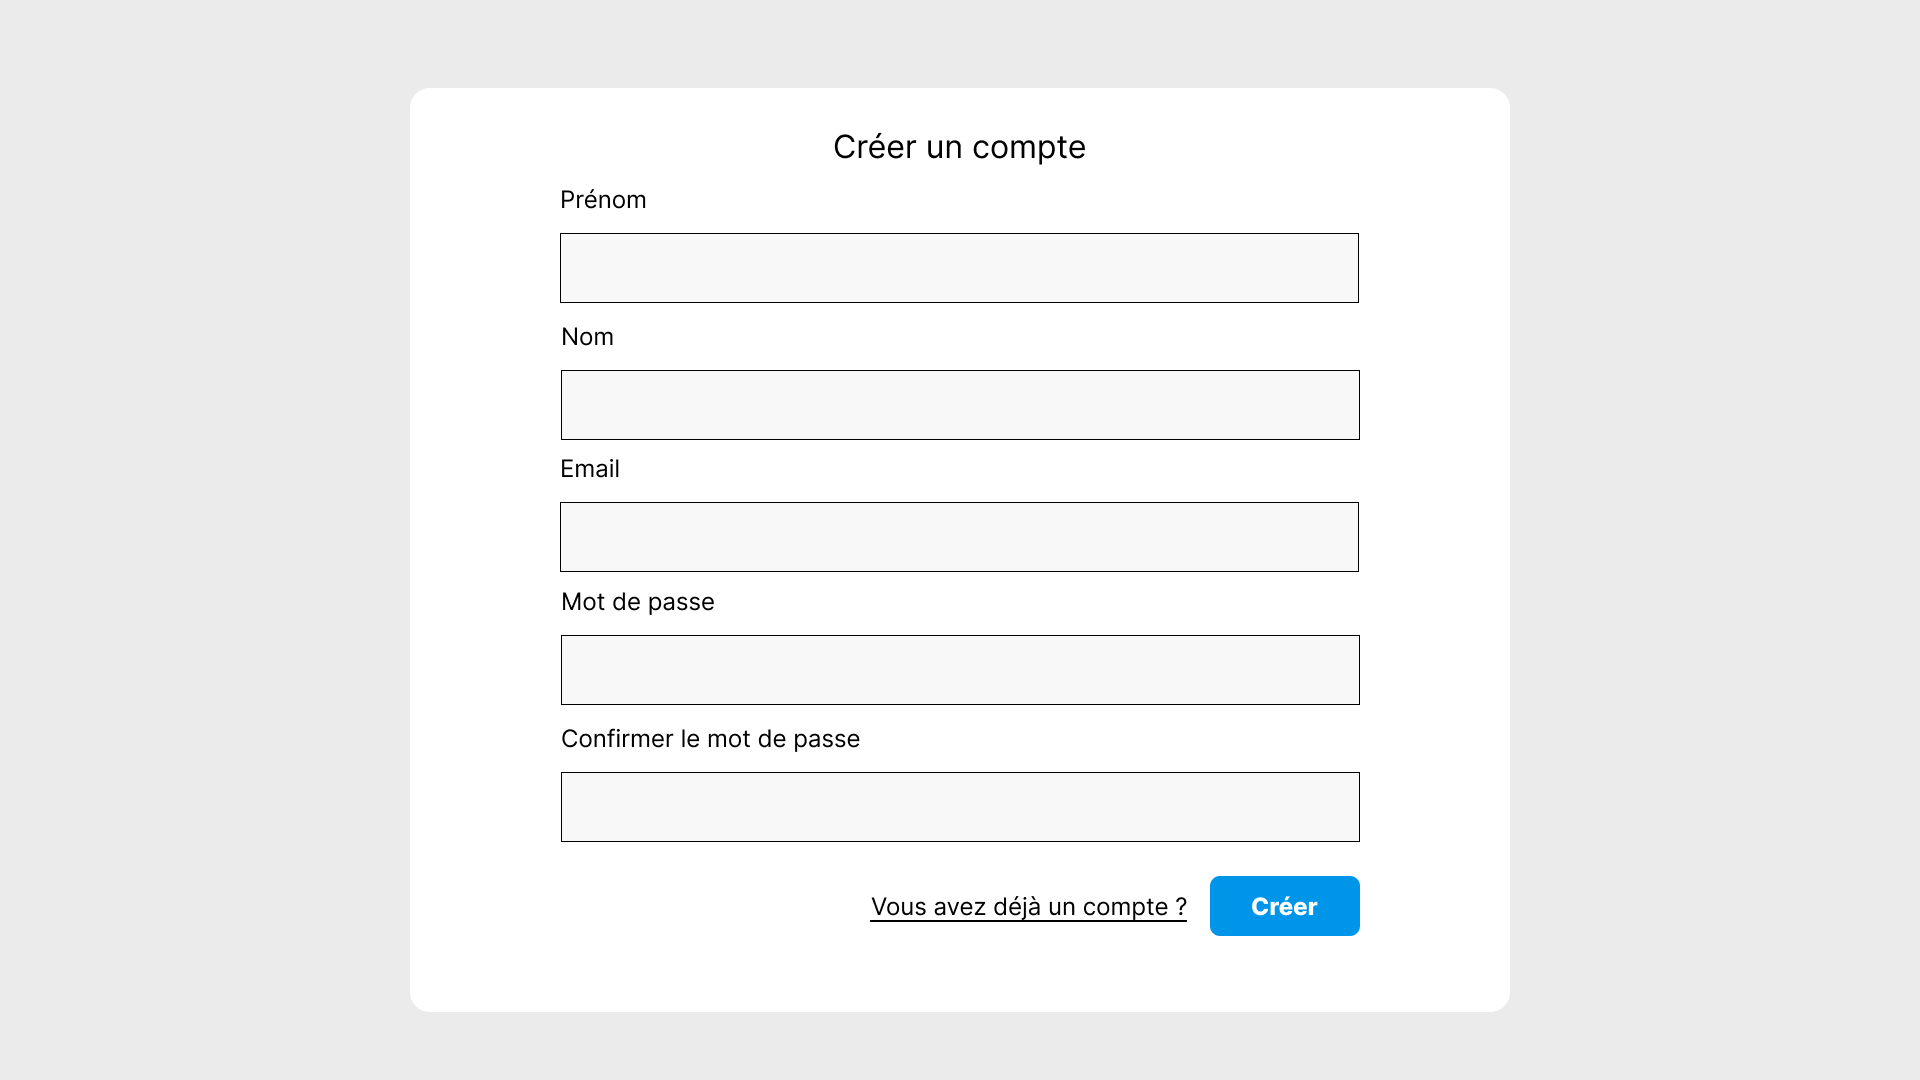 Créer un compte
Prénom
Nom
Email
Mot de passe
Confirmer le mot de passe
Vous avez déjà un compte ?
Créer